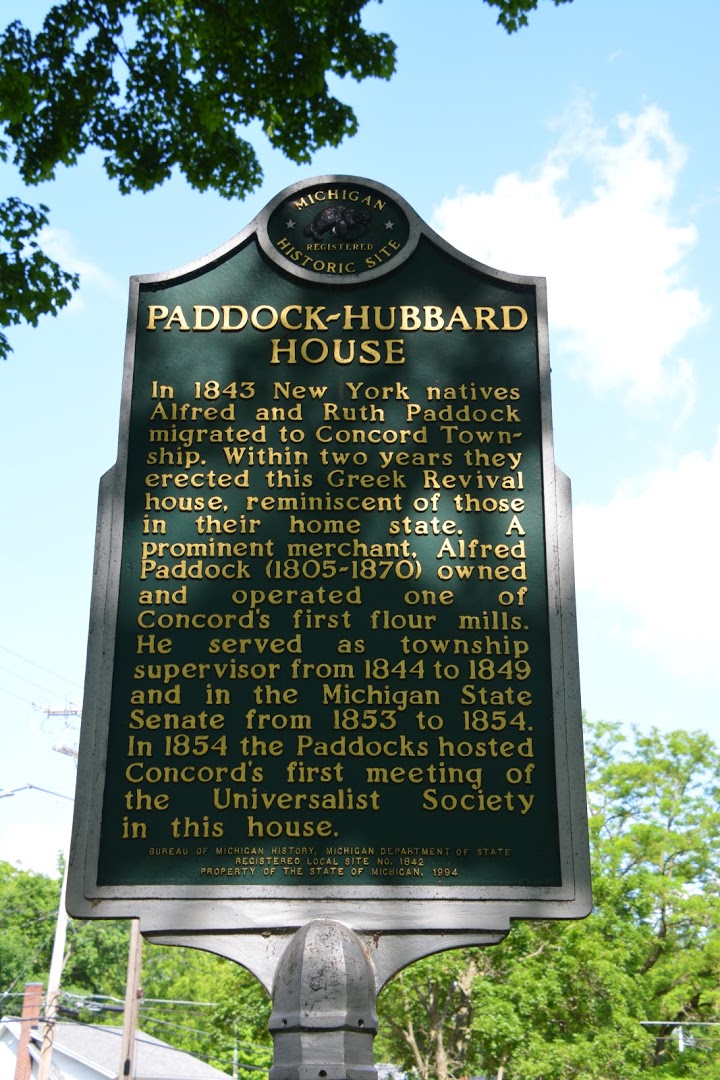 MICHIGAN
REGISTERED
HISTORIC SITE
PADDOCK-HUBBARD
HOUSE
In 1843 New York natives
Alfred and Ruth Paddock
migrated to Concord Town-
ship. Within two years they
erected this Greek Revival
house, reminiscent of those
in their home state. A
prominent merchant, Alfred
Paddock (1805-1870) owned
and operated one of
Concord's first flour mills.
He served as township
supervisor from 1844 to 1849
and in the Michigan State
Senate from 1853 to 1854.
In 1854 the Paddocks hosted
Concord's first meeting of
the Universalist Society
in this house.
BUREAU OF MICHIGAN HISTORY, MICHIGAN DEPARTMENT OF STATE
REGISTERED LOCAL SITE NO. 1842
PROPERTY OF THE STATE OF MICHIGAN, 1994